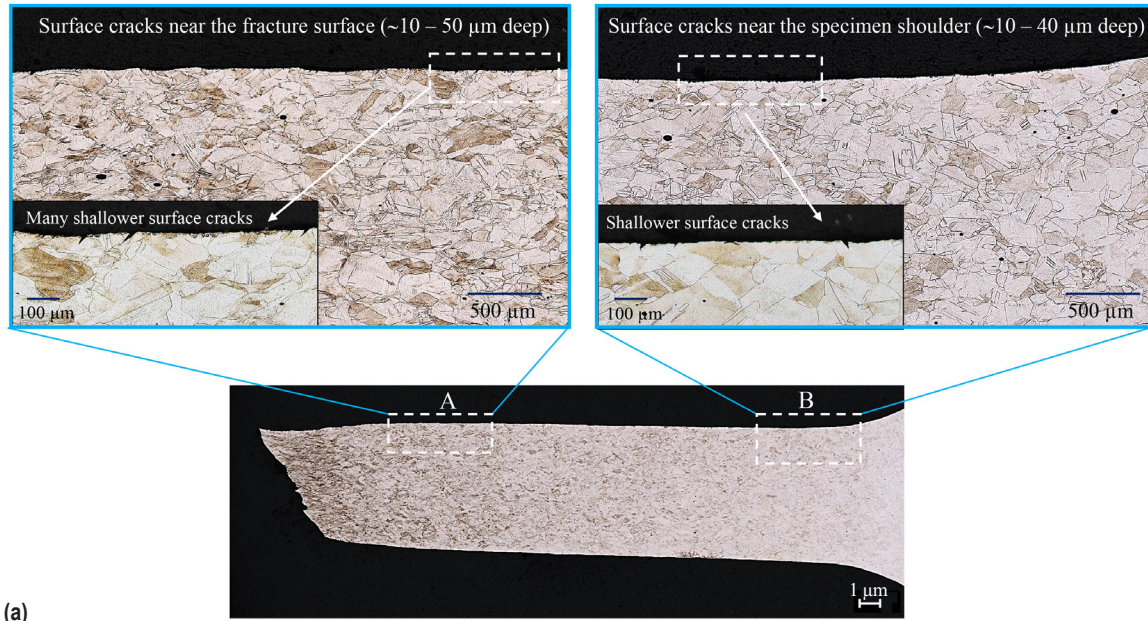 Surface cracks near the fracture surface (~10 – 50 µm deep)
Many shallower surface cracks
100 µm
500 µm
Surface cracks near the specimen shoulder (~10 – 40 µm deep)
Shallower surface cracks
100 µm
500 µm
A
B
1 µm
(a)